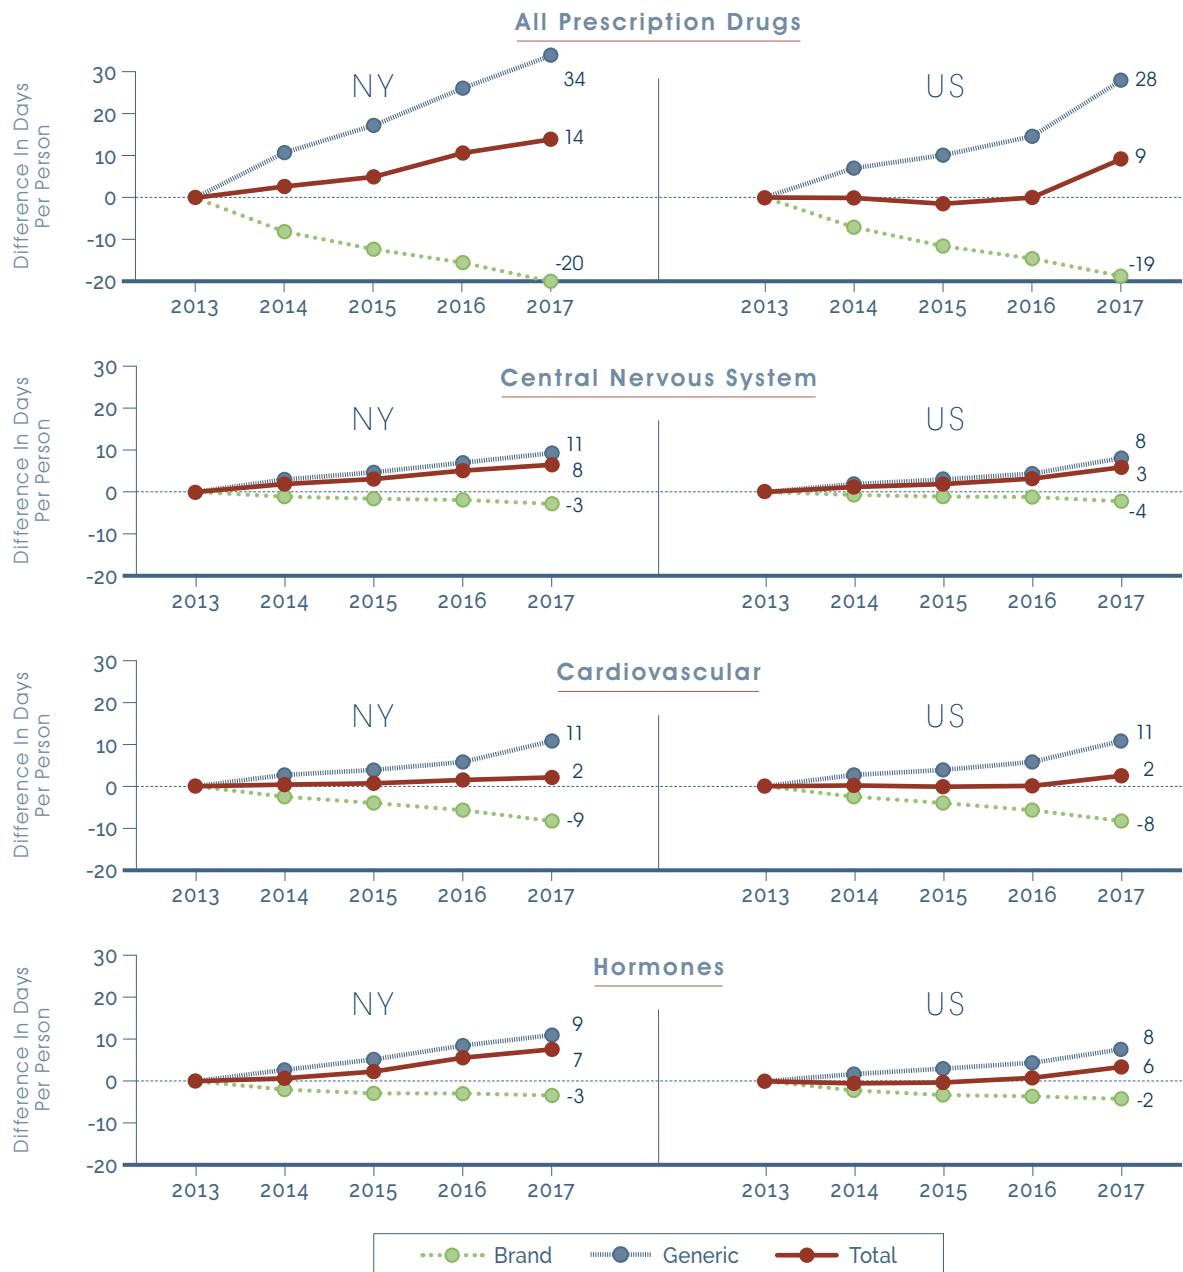 All Prescription Drugs
NY
US
Difference In Days
Per Person
30
20
10
0
-10
-20
34
14
-20
28
9
-19
2013 2014 2015 2016 2017 2013 2014 2015 2016 2017
Central Nervous System
NY
US
Difference In Days
Per Person
30
20
10
0
-10
-20
11
8
-3
8
3
-4
2013 2014 2015 2016 2017 2013 2014 2015 2016 2017
Cardiovascular
NY
US
Difference In Days
Per Person
30
20
10
0
-10
-20
11
2
-9
11
2
-8
2013 2014 2015 2016 2017 2013 2014 2015 2016 2017
Hormones
NY
US
Difference In Days
Per Person
30
20
10
0
-10
-20
9
7
-3
8
6
-2
2013 2014 2015 2016 2017 2013 2014 2015 2016 2017
Brand Generic Total